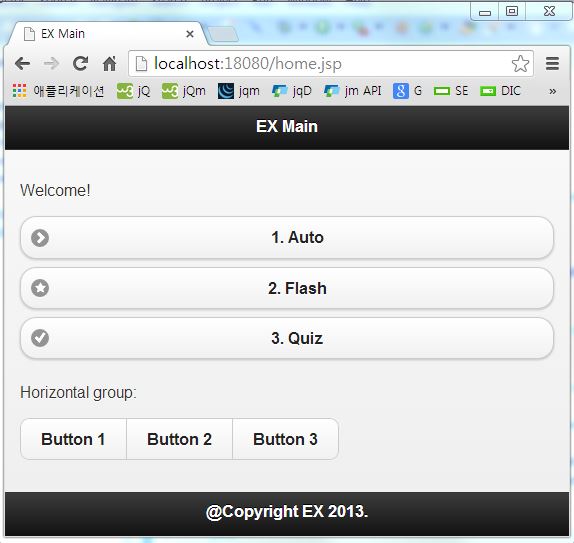 EX Main
localhost:18080/home.jsp
애플리케이션 jQ jQm jqm jqD jm API G SE DIC »
EX Main
Welcome!
1. Auto
2. Flash
3. Quiz
Horizontal group:
Button 1 Button 2 Button 3
@Copyright EX 2013.